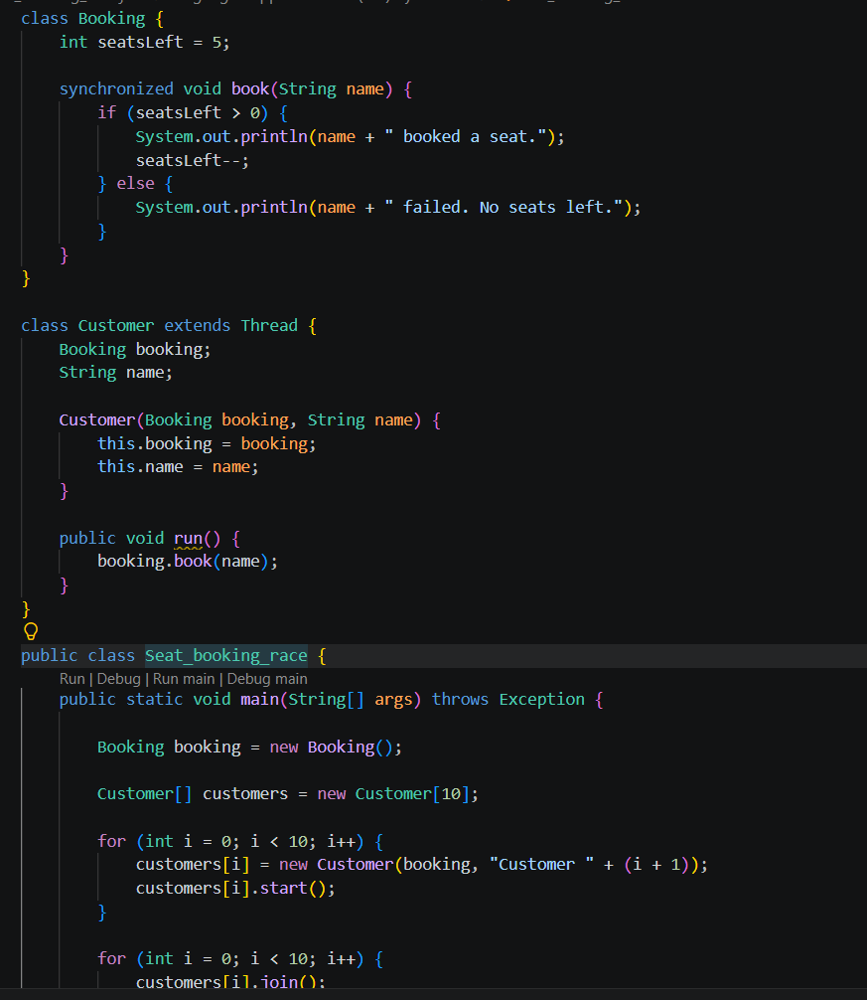 class Booking {
    int seatsLeft = 5;

    synchronized void book(String name) {
        if (seatsLeft > 0) {
            System.out.println(name + " booked a seat.");
            seatsLeft--;
        } else {
            System.out.println(name + " failed. No seats left.");
        }
    }
}

class Customer extends Thread {
    Booking booking;
    String name;

    Customer(Booking booking, String name) {
        this.booking = booking;
        this.name = name;
    }

    public void run() {
        booking.book(name);
    }
}

public class Seat_booking_race {
    Run | Debug | Run main | Debug main
    public static void main(String[] args) throws Exception {

        Booking booking = new Booking();

        Customer[] customers = new Customer[10];

        for (int i = 0; i < 10; i++) {
            customers[i] = new Customer(booking, "Customer " + (i + 1));
            customers[i].start();
        }

        for (int i = 0; i < 10; i++) {
            customers[i].join();